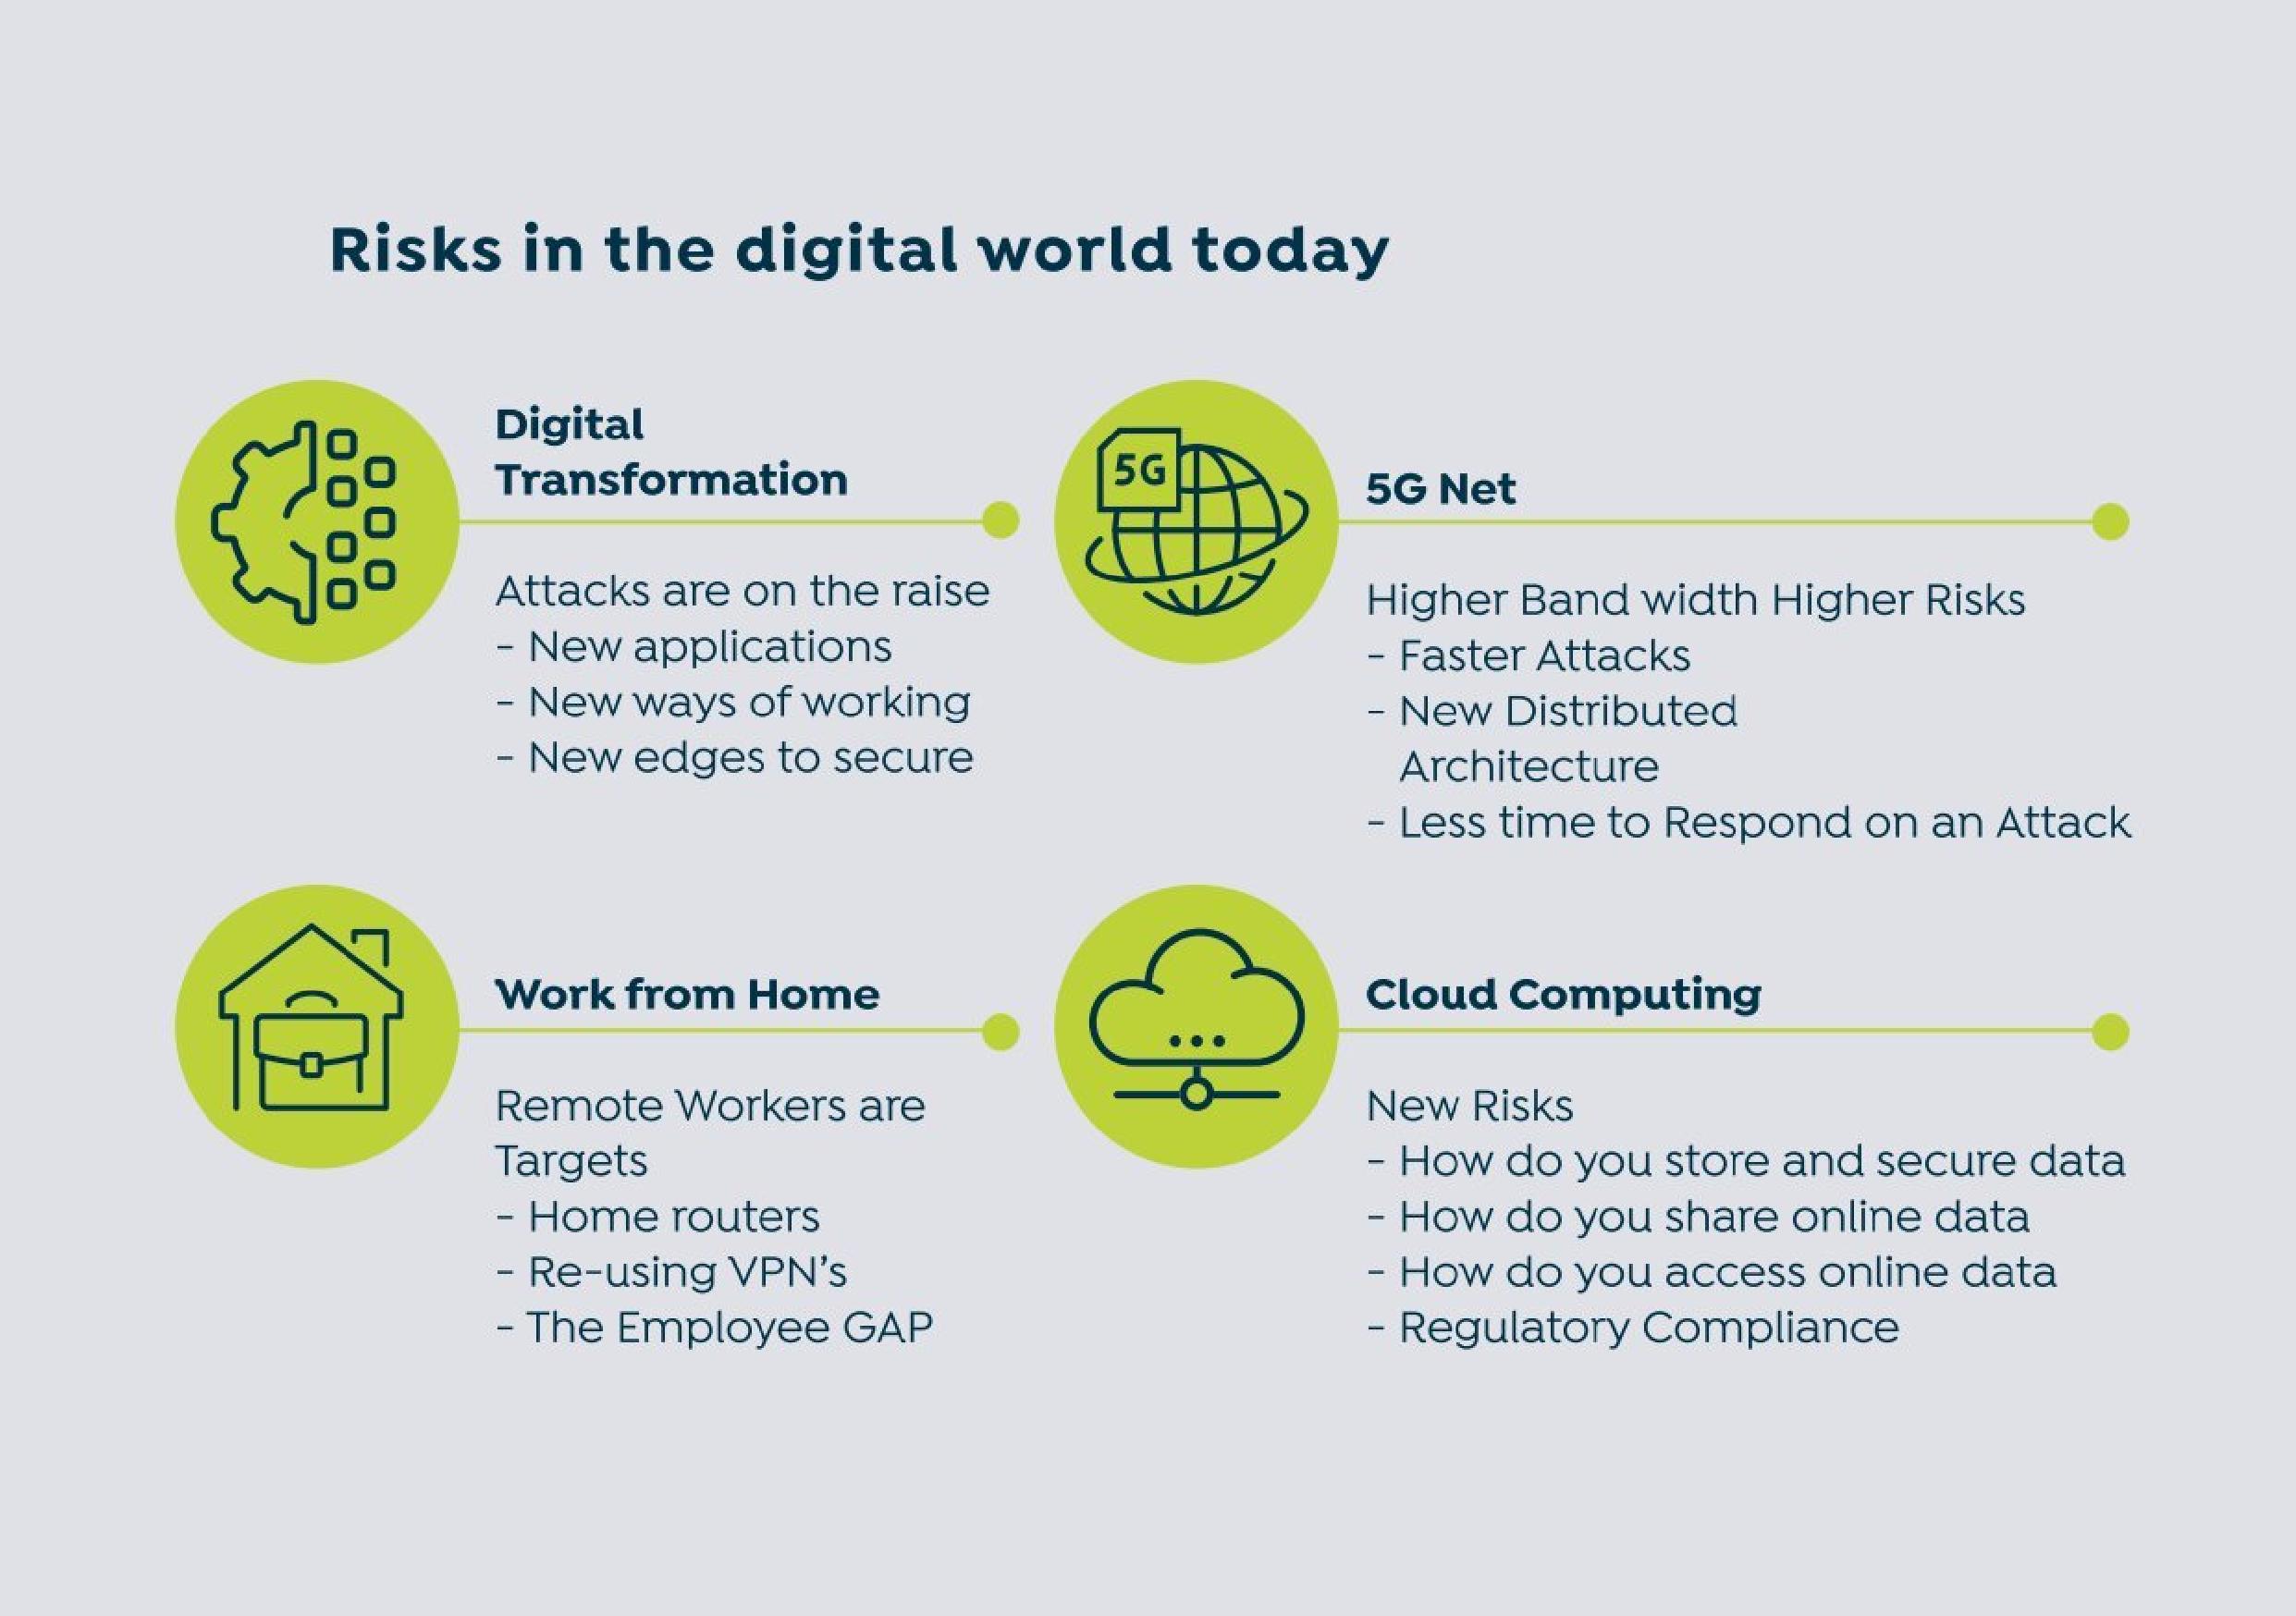 Risks in the digital world today
Digital
Transformation
Attacks are on the raise
- New applications
- New ways of working
- New edges to secure
5G
5G Net
Higher Band width Higher Risks
- Faster Attacks
- New Distributed
Architecture
- Less time to Respond on an Attack
Work from Home
Remote Workers are
Targets
- Home routers
- Re-using VPN's
- The Employee GAP
Cloud Computing
New Risks
- How do you store and secure data
- How do you share online data
- How do you access online data
- Regulatory Compliance